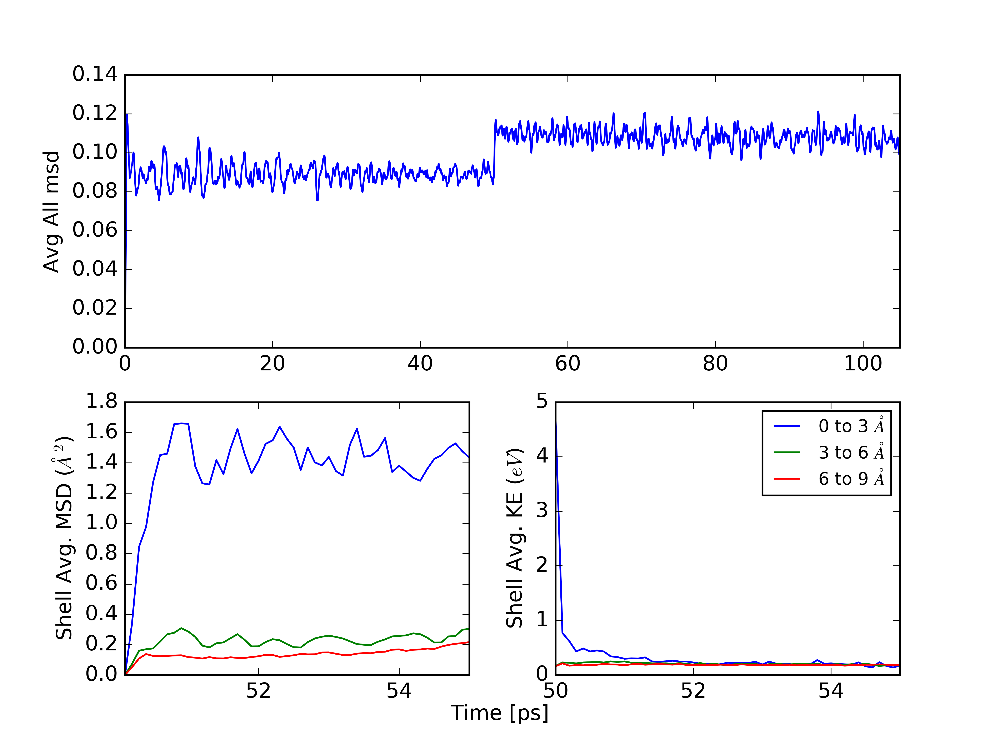 0.14
0.12
0.10
0.08
0.06
0.04
0.02
0.00
Avg All msd
0 20 40 60 80 100
1.8
1.6
1.4
1.2
1.0
0.8
0.6
0.4
0.2
0.0
Shell Avg. MSD (Å²)
52 54
5
4
3
2
1
0
Shell Avg. KE (eV)
0 to 3 Å
3 to 6 Å
6 to 9 Å
50 52 54
Time [ps]